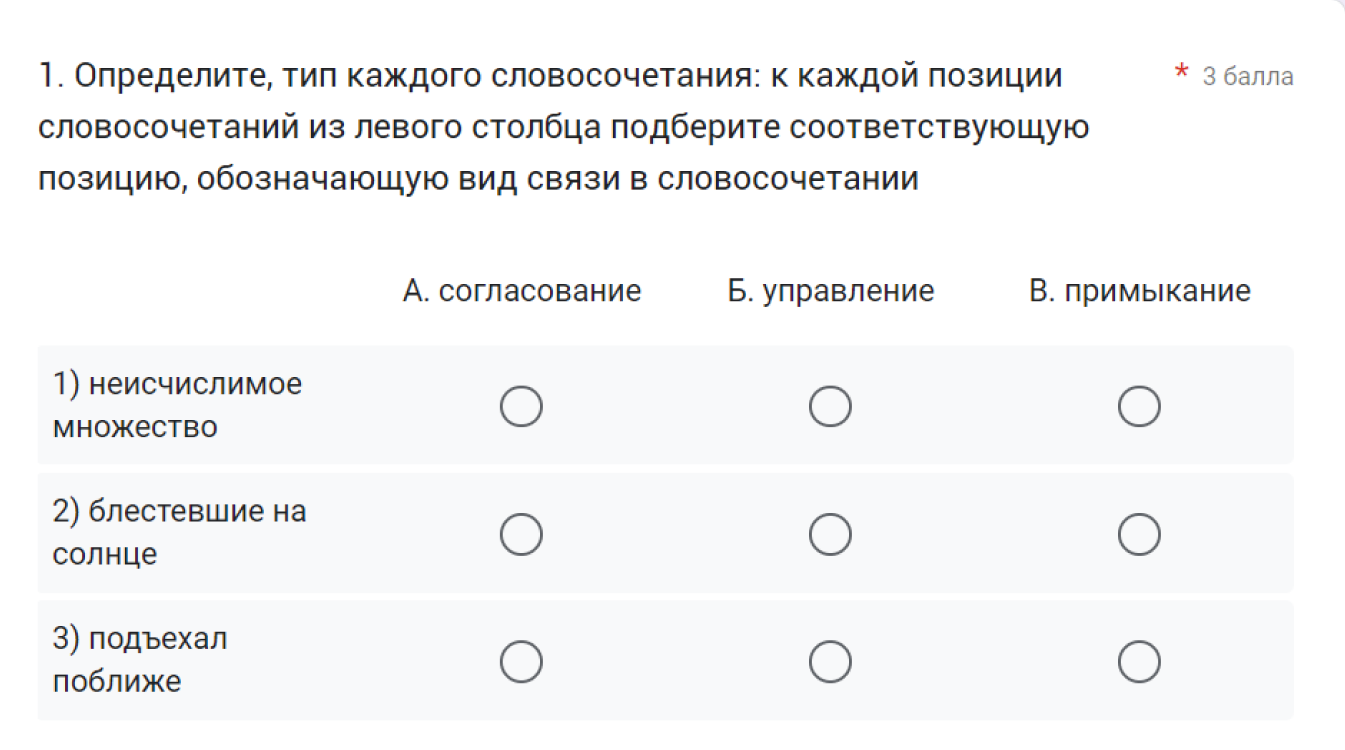 1. Определите, тип каждого словосочетания: к каждой позиции
* 3 балла
словосочетаний из левого столбца подберите соответствующую
позицию, обозначающую вид связи в словосочетании
А. согласование
Б. управление
В. примыкание
1) неисчислимое
множество
2) блестевшие на
солнце
3) подъехал
поближе